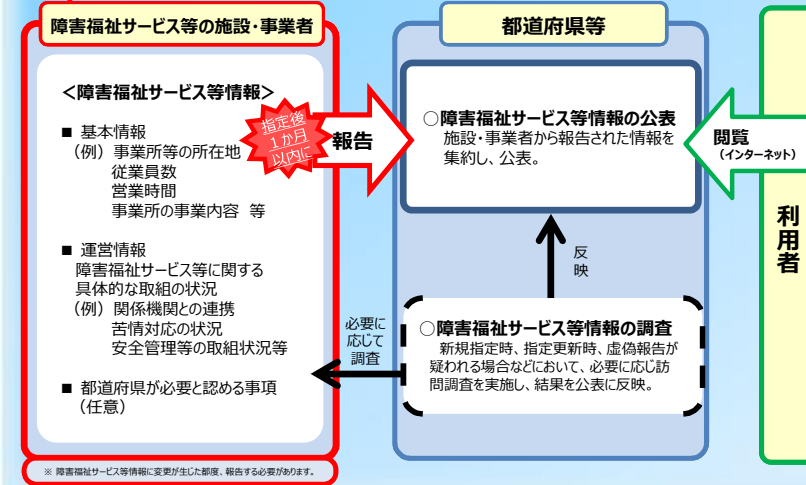 障害福祉サービス等の施設・事業者
＜障害福祉サービス等情報＞
■ 基本情報
（例）事業所等の所在地
従業員数
営業時間
事業所の事業内容 等
■ 運営情報
障害福祉サービス等に関する
具体的な取組の状況
（例）関係機関との連携
苦情対応の状況
安全管理等の取組状況等
■ 都道府県が必要と認める事項
（任意）
※ 障害福祉サービス等情報に変更が生じた都度、報告する必要があります。
指定後
１か月
以内に
報告
必要に
応じて
調査
都道府県等
○障害福祉サービス等情報の公表
施設・事業者から報告された情報を
集約し、公表。
反
映
○障害福祉サービス等情報の調査
新規指定時、指定更新時、虚偽報告が
疑われる場合などにおいて、必要に応じ訪
問調査を実施し、結果を公表に反映。
閲覧
（インターネット）
利用者